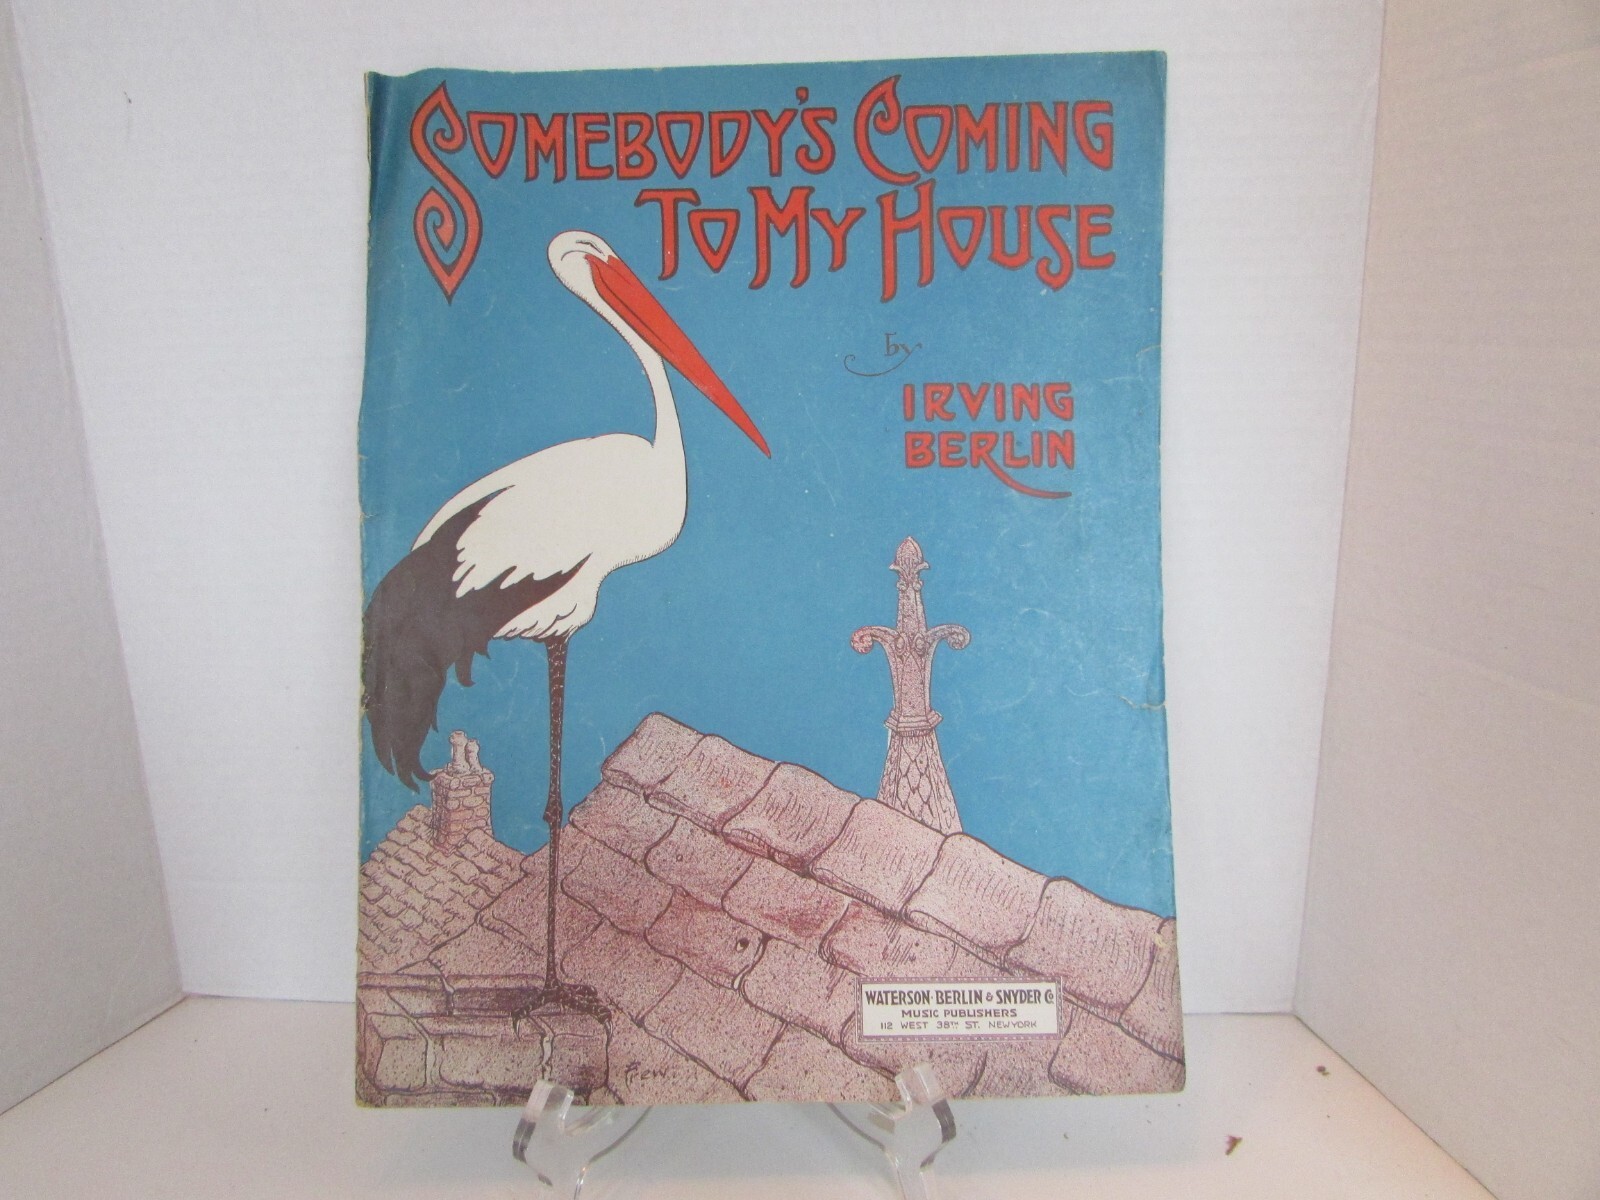 SOMEBODY'S COMING
TO MY HOUSE
by
IRVING
BERLIN
WATERSON · BERLIN & SNYDER CO
MUSIC PUBLISHERS
112 WEST 38TH ST. NEW YORK